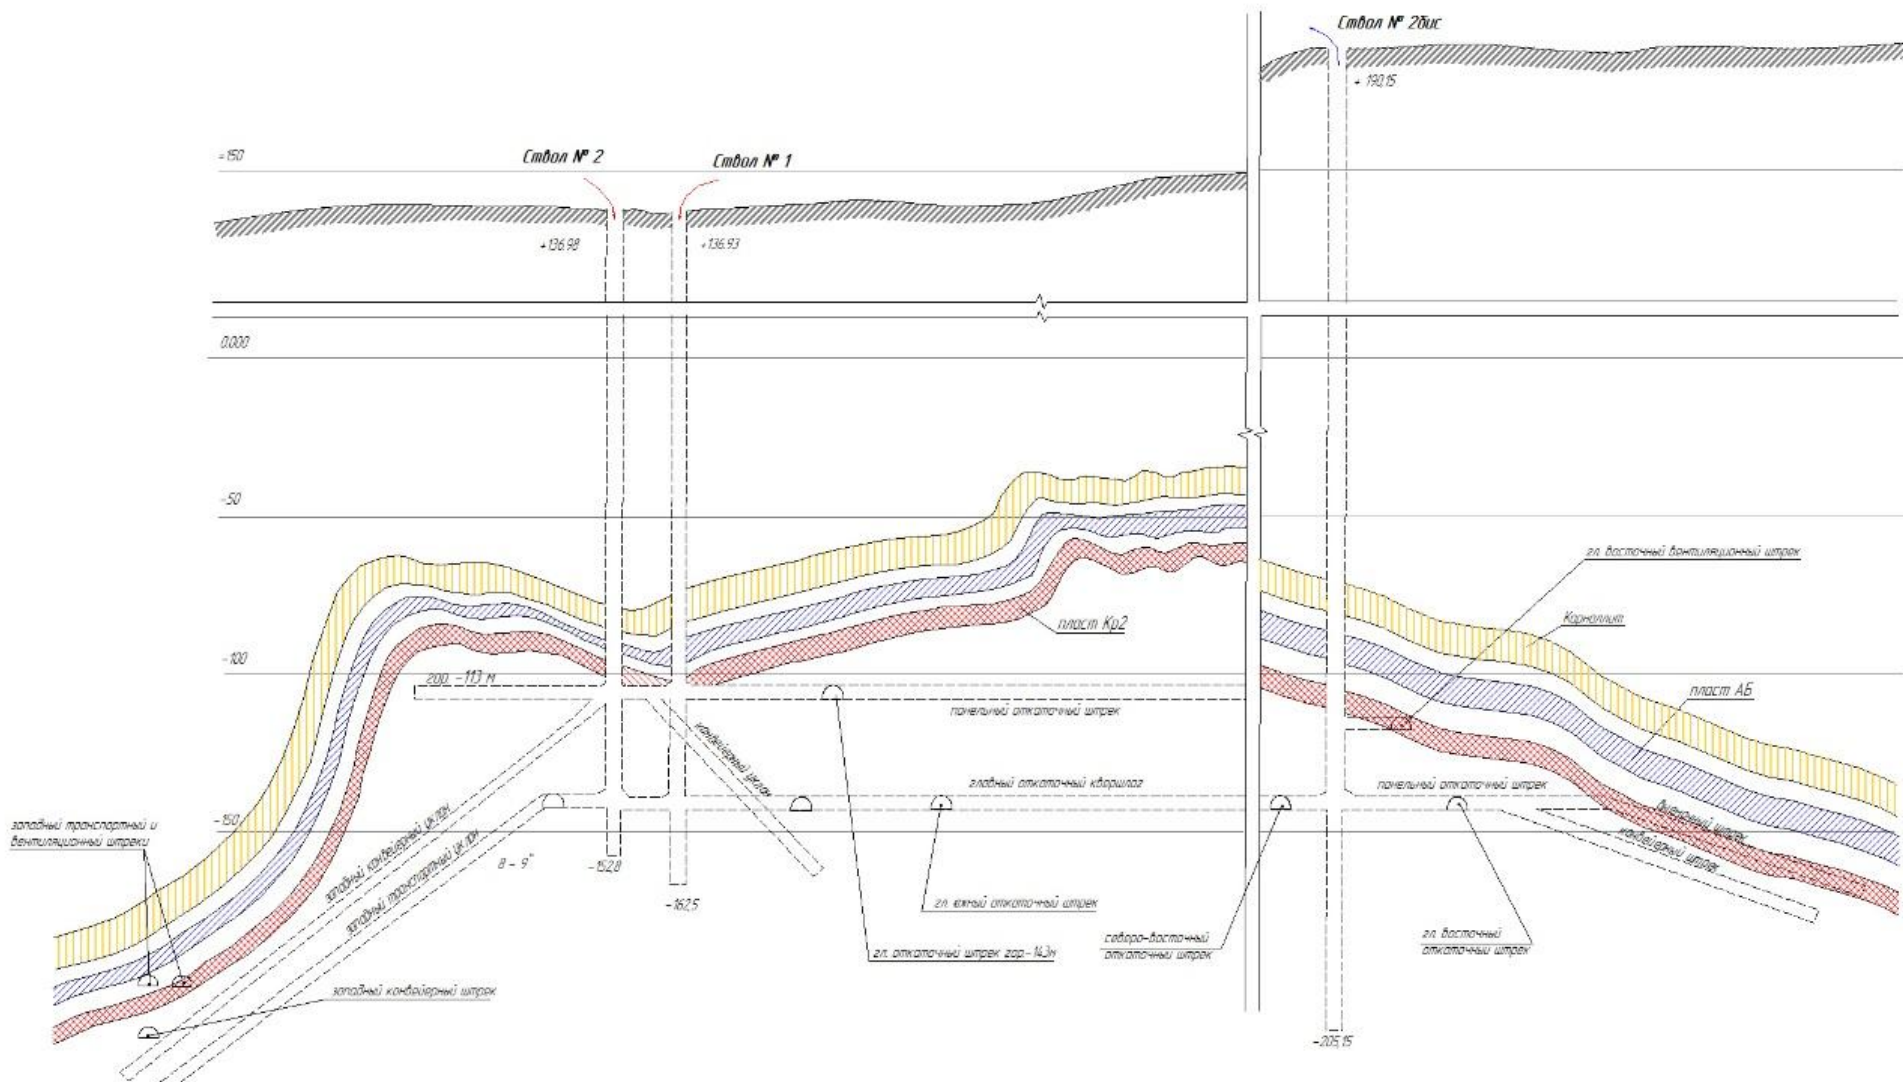 Ствол № 2бис
+ 190,15
+150
Ствол № 2
Ствол № 1
+136.98
+136.93
0.000
-50
гл. восточный вентиляционный штрек
Карналлит
пласт Кр2
-100
гор. -113 м
пласт АБ
панельный откаточный штрек
конвейерный уклон
главный откаточный квершлаг
панельный откаточный штрек
западный транспортный и
вентиляционный штреки
-150
западный конвейерный уклон
западный транспортный уклон
8 - 9°
-152,8
-162,5
выемочный штрек
конвейерный штрек
гл. южный откаточный штрек
гл. откаточный штрек гор.-143м
северо-восточный
откаточный штрек
гл. восточный
откаточный штрек
западный конвейерный штрек
-205,15